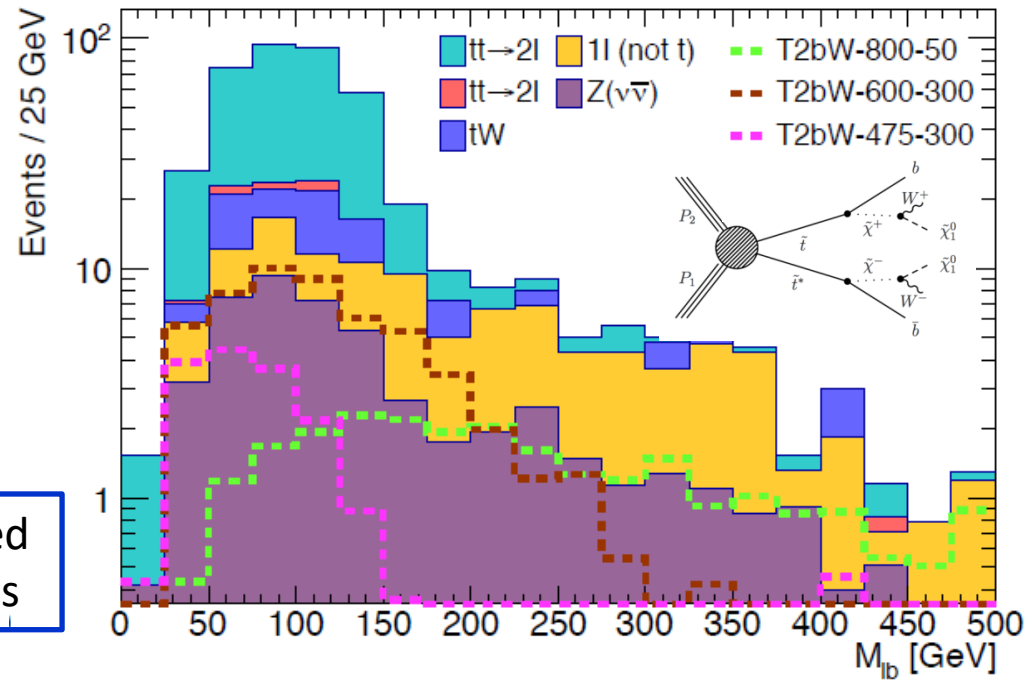 10²
10
1
Events / 25 GeV
tt→2l
1l (not t)
T2bW-800-50
tt→2l
Z(νν̅)
T2bW-600-300
tW
T2bW-475-300
P₂
P₁
t̃
t̃*
χ̃⁺
χ̃⁻
b
W⁺
χ̃₁⁰
χ̃₁⁰
W⁻
b̅
ed
s
0 50 100 150 200 250 300 350 400 450 500
M_lb [GeV]